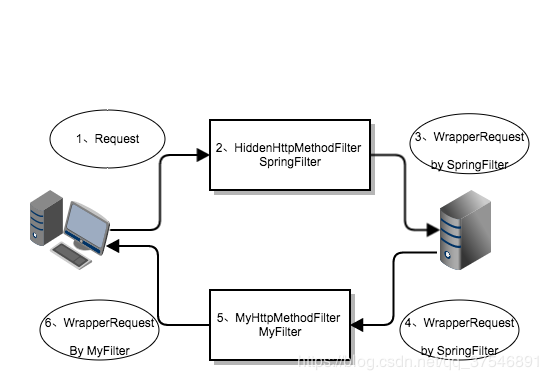 1、Request
2、HiddenHttpMethodFilter
SpringFilter
3、WrapperRequest
by SpringFilter
5、MyHttpMethodFilter
MyFilter
6、WrapperRequest
By MyFilter
4、WrapperRequest
by SpringFilter
https://blog.csdn.net/qq_37546891